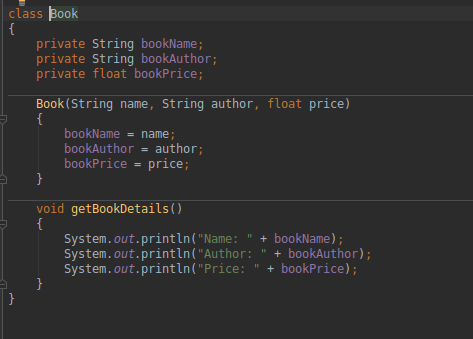 class Book
{
    private String bookName;
    private String bookAuthor;
    private float bookPrice;
    Book(String name, String author, float price)
    {
        bookName = name;
        bookAuthor = author;
        bookPrice = price;
    }
    void getBookDetails()
    {
        System.out.println("Name: " + bookName);
        System.out.println("Author: " + bookAuthor);
        System.out.println("Price: " + bookPrice);
    }
}